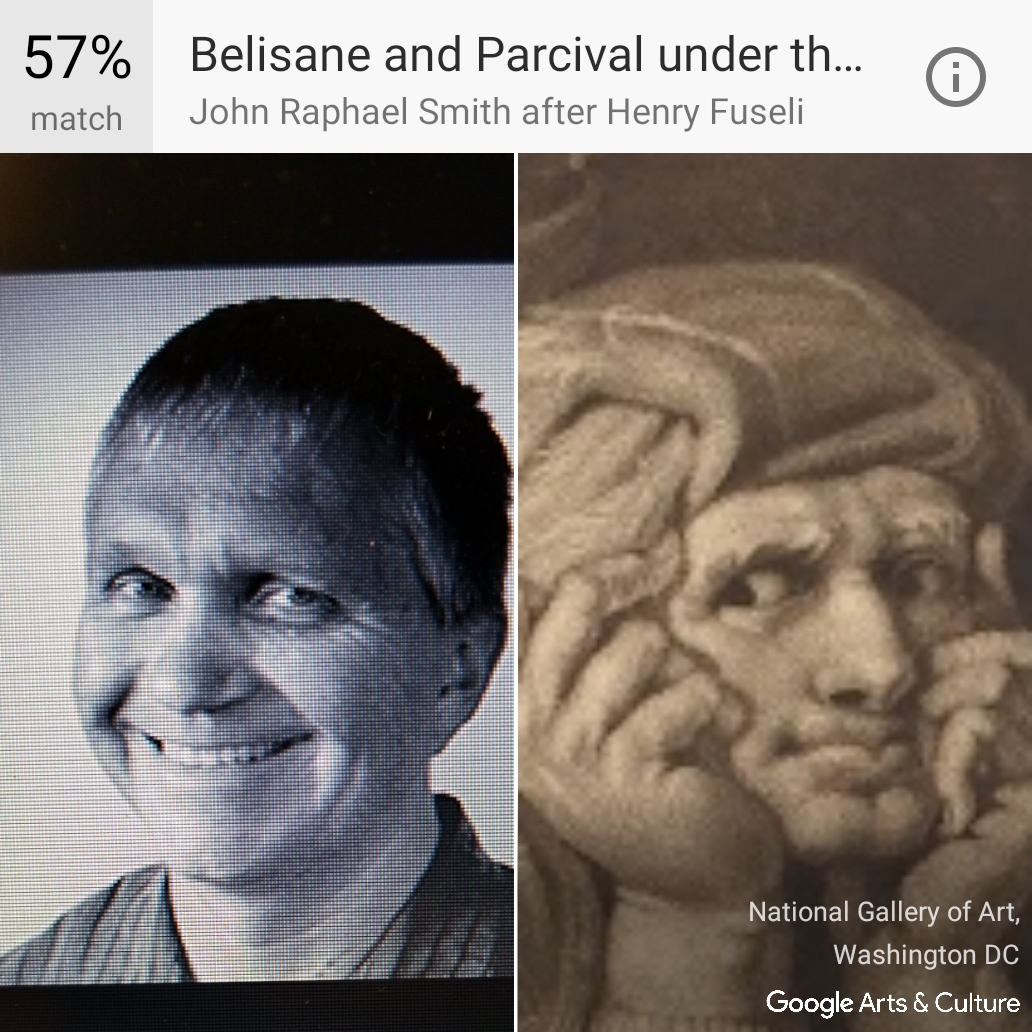 57%
match
Belisane and Parcival under th...
John Raphael Smith after Henry Fuseli
National Gallery of Art,
Washington DC
Google Arts & Culture